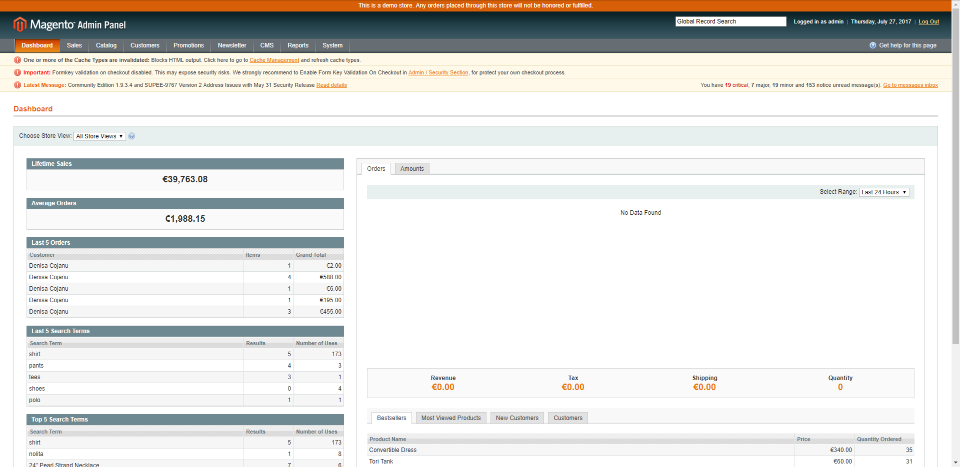 This is a demo store. Any orders placed through this store will not be honored or fulfilled.
Magento Admin Panel
Global Record Search
Logged in as admin | Thursday, July 27, 2017 | Log Out
Dashboard Sales Catalog Customers Promotions Newsletter CMS Reports System
Get help for this page
One or more of the Cache Types are invalidated: Blocks HTML output. Click here to go to Cache Management and refresh cache types.
Important: Formkey validation on checkout disabled. This may expose security risks. We strongly recommend to Enable Form Key Validation On Checkout in Admin / Security Section, for protect your own checkout process.
Latest Message: Community Edition 1.9.3.4 and SUPEE-9767 Version 2 Address Issues with May 31 Security Release Read details
You have 19 critical, 7 major, 19 minor and 153 notice unread message(s). Go to messages inbox
Dashboard
Choose Store View: All Store Views
Lifetime Sales
€39,763.08
Average Orders
€1,988.15
Last 5 Orders
Customer Items Grand Total
Denisa Cojanu 1 €2.00
Denisa Cojanu 4 €588.00
Denisa Cojanu 1 €6.00
Denisa Cojanu 1 €195.00
Denisa Cojanu 3 €455.00
Last 5 Search Terms
Search Term Results Number of Uses
shirt 5 173
pants 4 3
teas 3 1
shoes 0 4
polo 1 1
Top 5 Search Terms
Search Term Results Number of Uses
shirt 5 173
nolita 1 8
24" Pearl Strand Necklace 7 6
Orders Amounts
Select Range: Last 24 Hours
No Data Found
Revenue Tax Shipping Quantity
€0.00 €0.00 €0.00 0
Bestsellers Most Viewed Products New Customers Customers
Product Name Price Quantity Ordered
Convertible Dress €340.00 35
Tori Tank €60.00 31